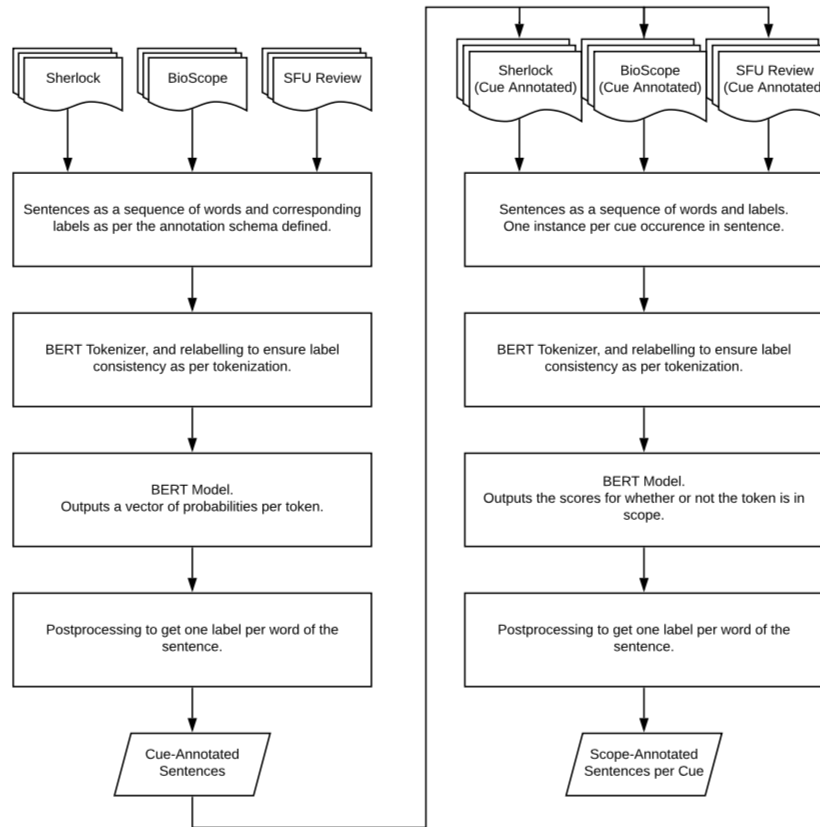 Sherlock
BioScope
SFU Review
Sentences as a sequence of words and corresponding
labels as per the annotation schema defined.
BERT Tokenizer, and relabelling to ensure label
consistency as per tokenization.
BERT Model.
Outputs a vector of probabilities per token.
Postprocessing to get one label per word of the
sentence.
Cue-Annotated
Sentences
Sherlock
(Cue Annotated)
BioScope
(Cue Annotated)
SFU Review
(Cue Annotated)
Sentences as a sequence of words and labels.
One instance per cue occurence in sentence.
BERT Tokenizer, and relabelling to ensure label
consistency as per tokenization.
BERT Model.
Outputs the scores for whether or not the token is in
scope.
Postprocessing to get one label per word of the
sentence.
Scope-Annotated
Sentences per Cue